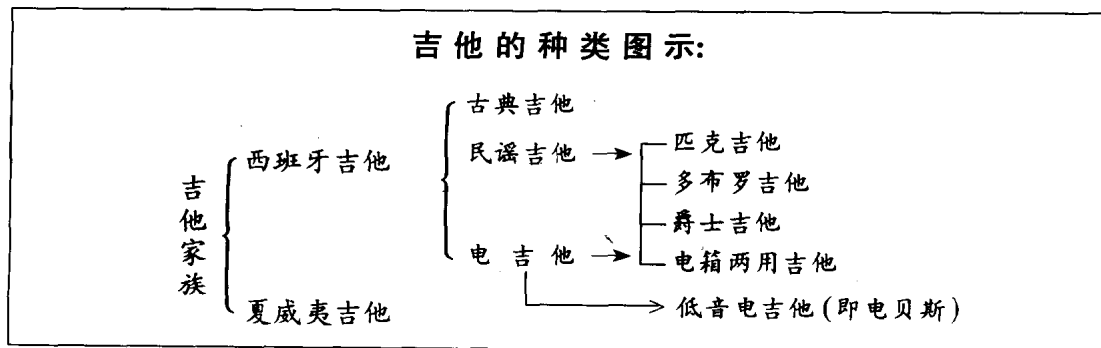 吉他的种类图示:
吉他家族
西班牙吉他
夏威夷吉他
古典吉他
民谣吉他
电吉他
匹克吉他
多布罗吉他
爵士吉他
电箱两用吉他
低音电吉他(即电贝斯)